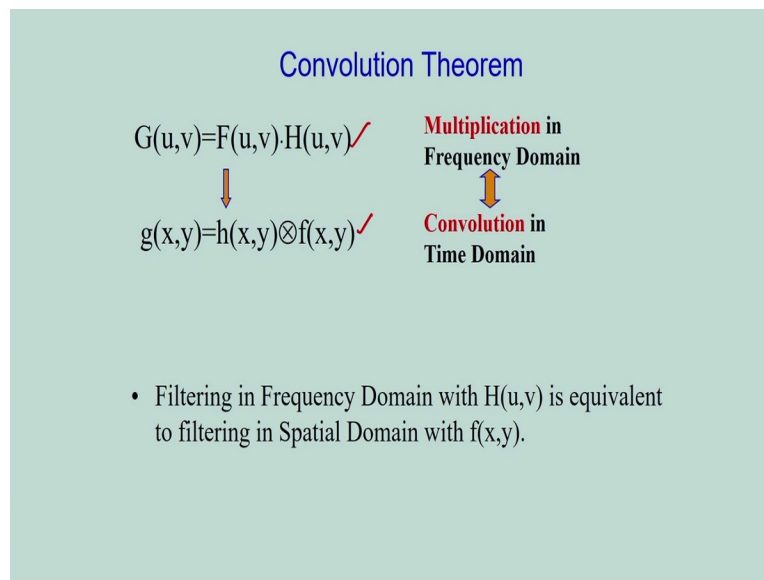 Convolution Theorem
G(u,v)=F(u,v)·H(u,v)
Multiplication in
Frequency Domain
g(x,y)=h(x,y)⊗f(x,y)
Convolution in
Time Domain
• Filtering in Frequency Domain with H(u,v) is equivalent
to filtering in Spatial Domain with f(x,y).